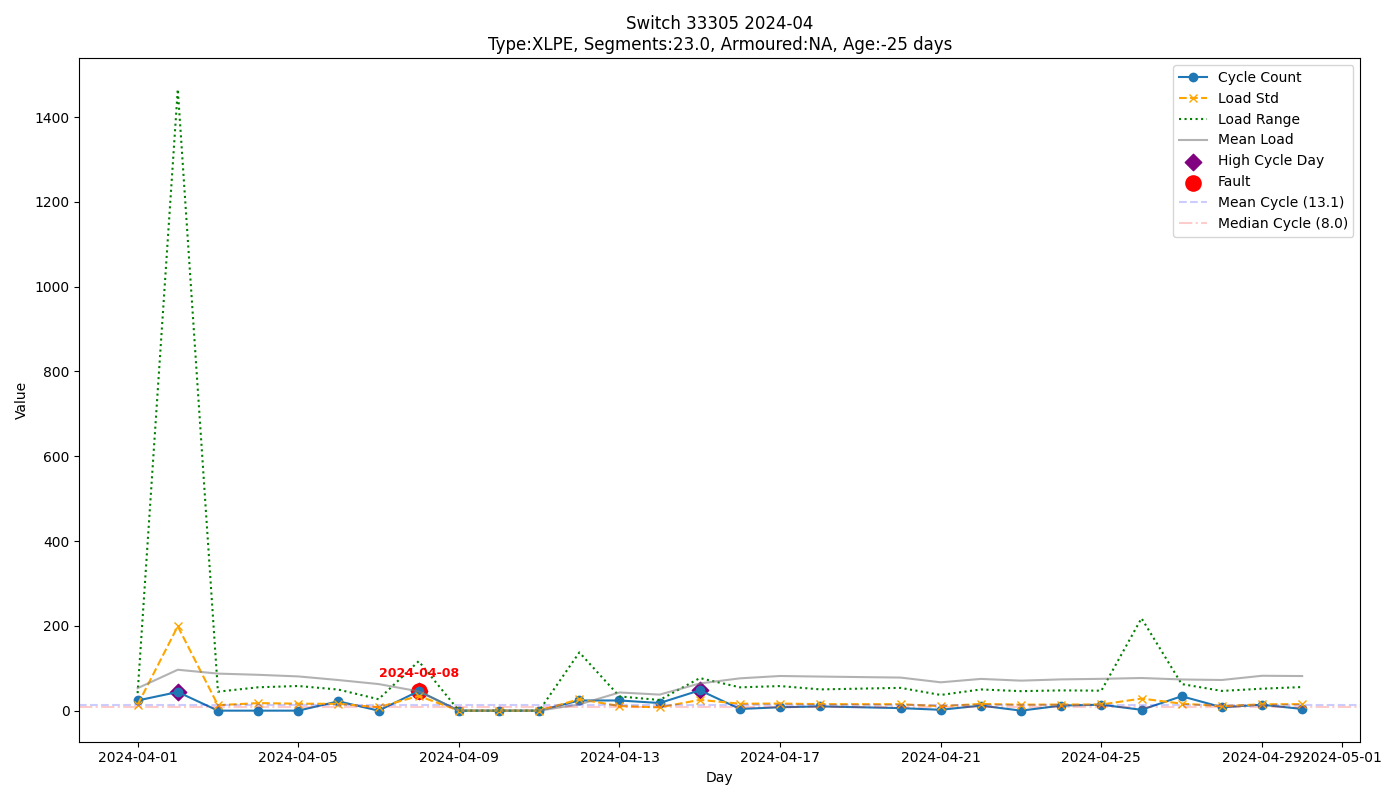 Switch 33305 2024-04
Type:XLPE, Segments:23.0, Armoured:NA, Age:-25 days
Cycle Count
Load Std
Load Range
Mean Load
High Cycle Day
Fault
Mean Cycle (13.1)
Median Cycle (8.0)
1400
1200
1000
800
600
400
200
0
Value
2024-04-08
2024-04-01 2024-04-05 2024-04-09 2024-04-13 2024-04-17 2024-04-21 2024-04-25 2024-04-29 2024-05-01
Day